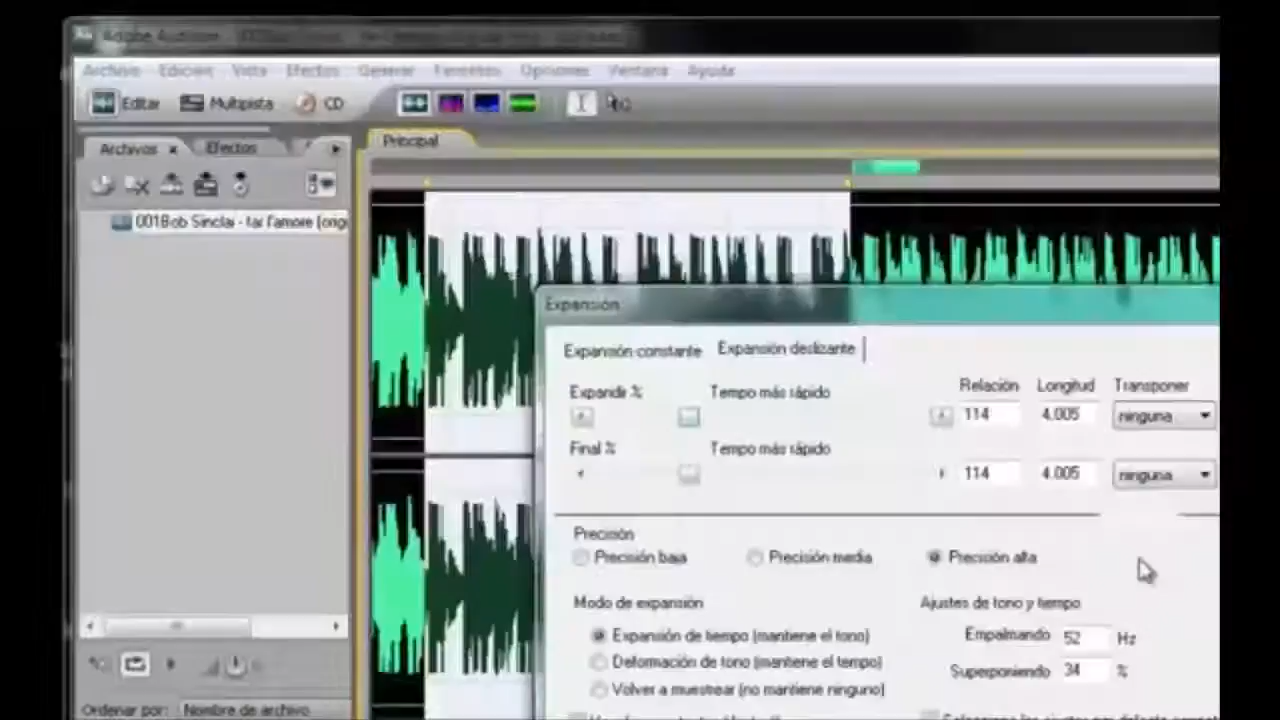 Adobe Audition
Archivo Edición Vista Efectos Generar Favoritos Opciones Ventana Ayuda
Editar Multipista CD
Archivos x Efectos
Principal
001Bob Sinclar - far l'amore (orig
Expansión
Expansión constante Expansión deslizante
Relación Longitud Transponer
Expandir % Tempo más rápido
114 4.005 ninguna
Final % Tempo más rápido
114 4.005 ninguna
Precisión
Precisión baja Precisión media Precisión alta
Modo de expansión Ajustes de tono y tiempo
Expansión de tiempo (mantiene el tono) Empalmando 52 Hz
Deformación de tono (mantiene el tempo) Superponiendo 34 %
Volver a muestrear (no mantiene ninguno)
Ordenar por: Nombre de archivo